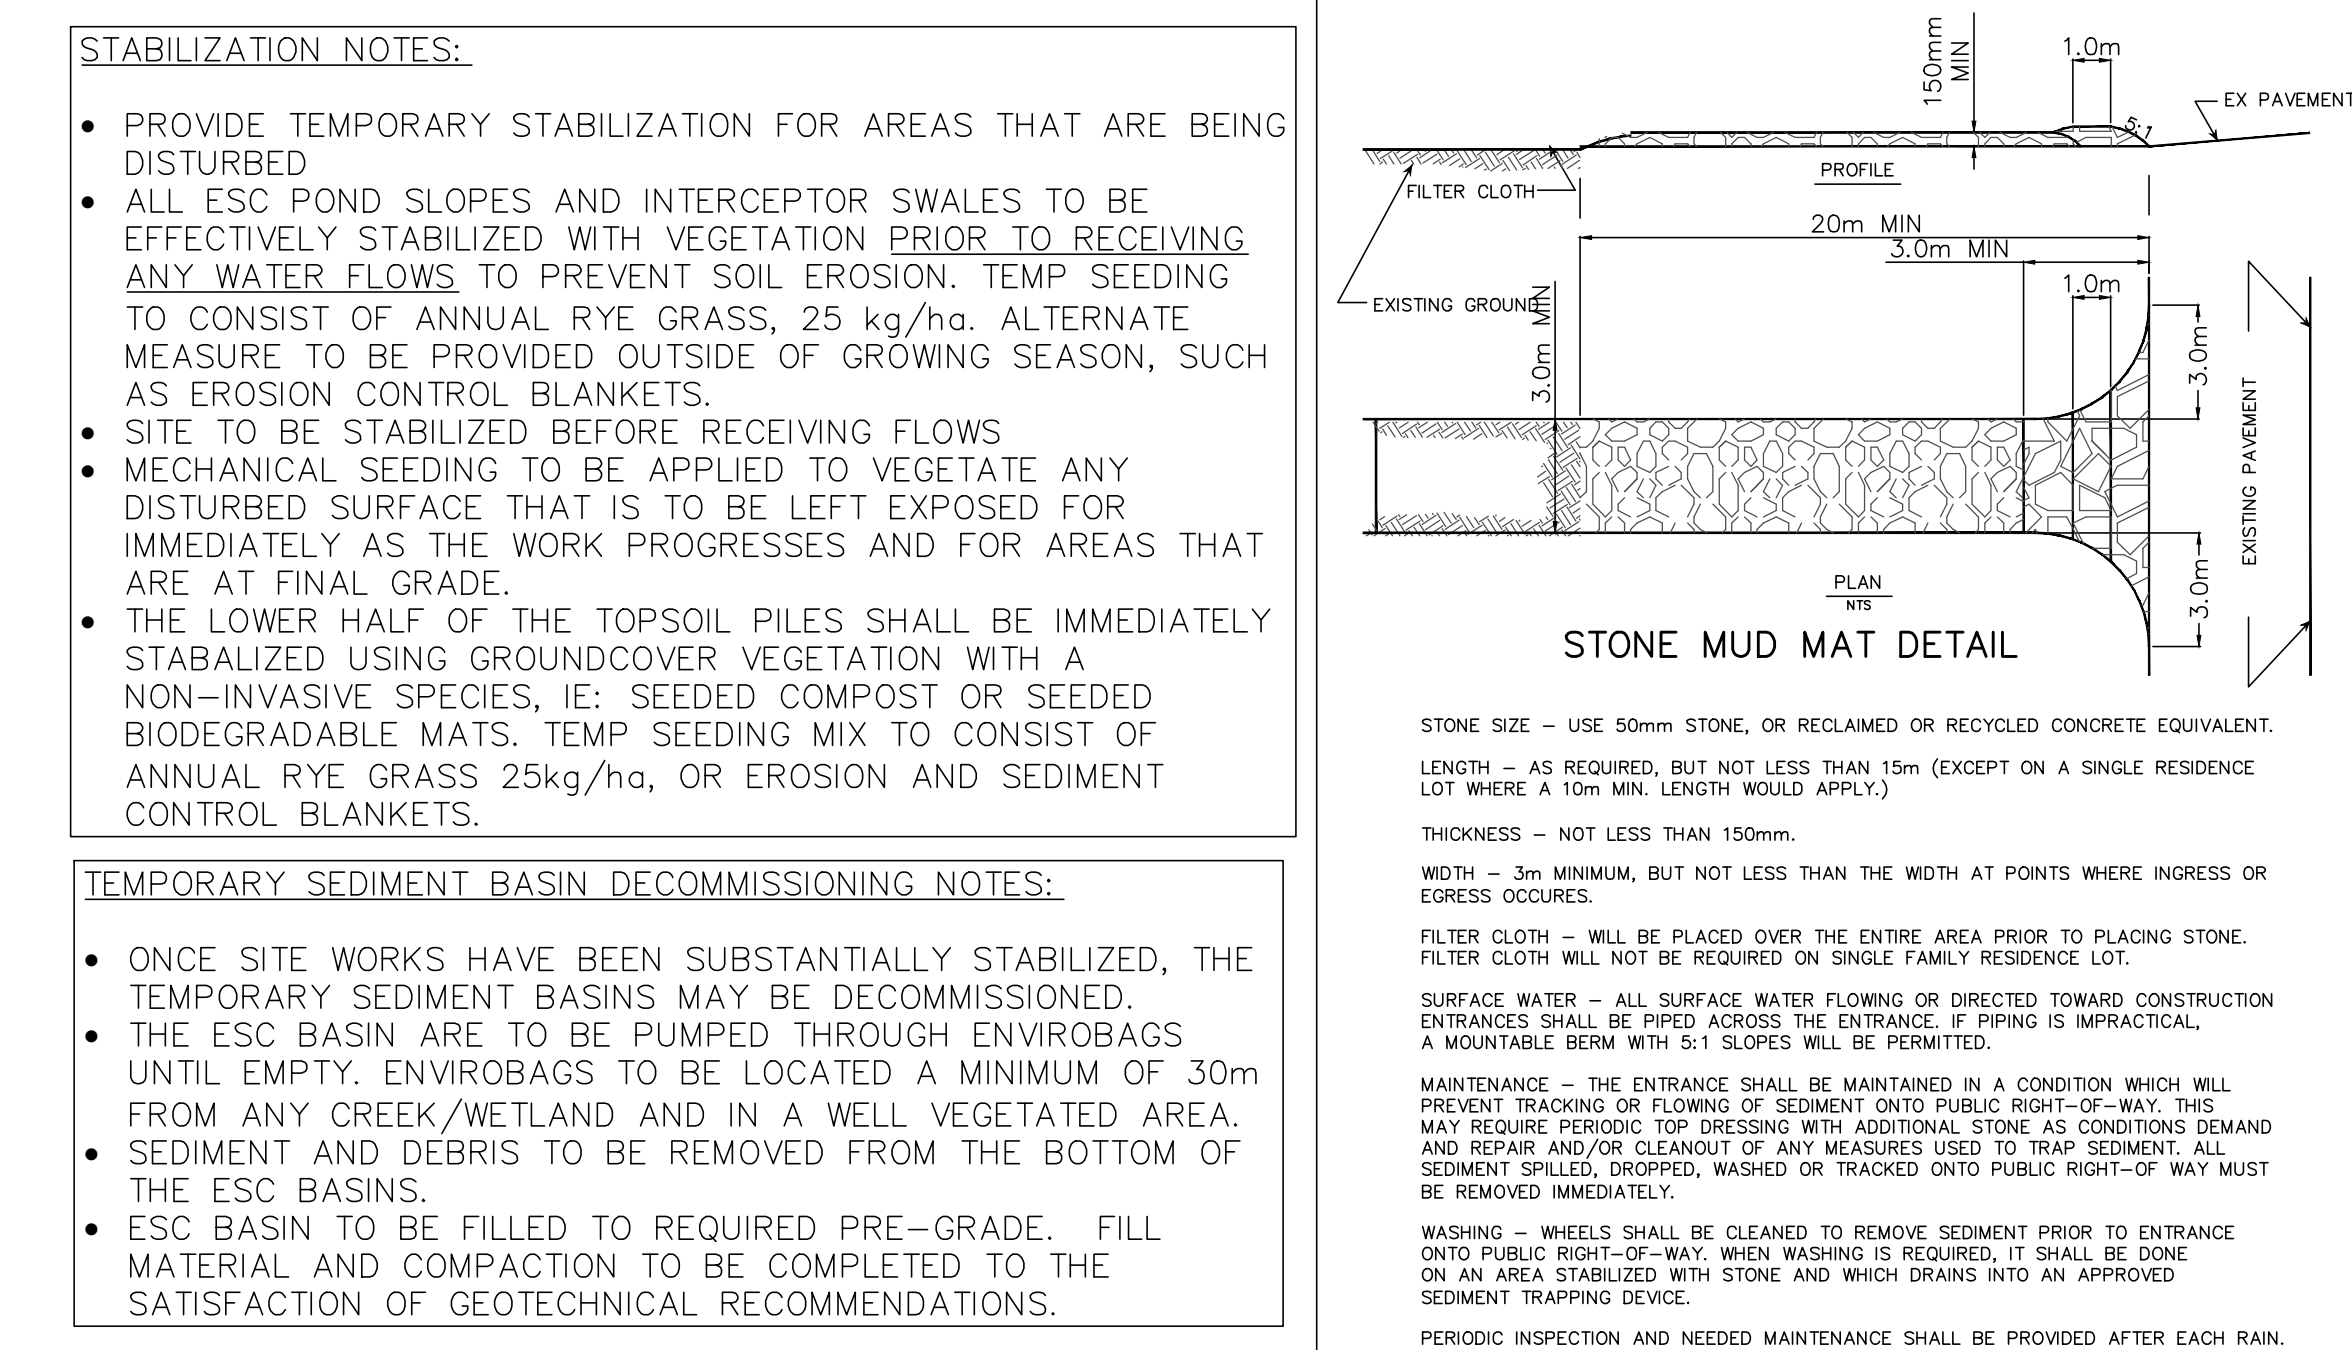 STABILIZATION NOTES:
• PROVIDE TEMPORARY STABILIZATION FOR AREAS THAT ARE BEING
DISTURBED
• ALL ESC POND SLOPES AND INTERCEPTOR SWALES TO BE
EFFECTIVELY STABILIZED WITH VEGETATION PRIOR TO RECEIVING
ANY WATER FLOWS TO PREVENT SOIL EROSION. TEMP SEEDING
TO CONSIST OF ANNUAL RYE GRASS, 25 kg/ha. ALTERNATE
MEASURE TO BE PROVIDED OUTSIDE OF GROWING SEASON, SUCH
AS EROSION CONTROL BLANKETS.
• SITE TO BE STABILIZED BEFORE RECEIVING FLOWS
• MECHANICAL SEEDING TO BE APPLIED TO VEGETATE ANY
DISTURBED SURFACE THAT IS TO BE LEFT EXPOSED FOR
IMMEDIATELY AS THE WORK PROGRESSES AND FOR AREAS THAT
ARE AT FINAL GRADE.
• THE LOWER HALF OF THE TOPSOIL PILES SHALL BE IMMEDIATELY
STABALIZED USING GROUNDCOVER VEGETATION WITH A
NON-INVASIVE SPECIES, IE: SEEDED COMPOST OR SEEDED
BIODEGRADABLE MATS. TEMP SEEDING MIX TO CONSIST OF
ANNUAL RYE GRASS 25kg/ha, OR EROSION AND SEDIMENT
CONTROL BLANKETS.
TEMPORARY SEDIMENT BASIN DECOMMISSIONING NOTES:
• ONCE SITE WORKS HAVE BEEN SUBSTANTIALLY STABILIZED, THE
TEMPORARY SEDIMENT BASINS MAY BE DECOMMISSIONED.
• THE ESC BASIN ARE TO BE PUMPED THROUGH ENVIROBAGS
UNTIL EMPTY. ENVIROBAGS TO BE LOCATED A MINIMUM OF 30m
FROM ANY CREEK/WETLAND AND IN A WELL VEGETATED AREA.
• SEDIMENT AND DEBRIS TO BE REMOVED FROM THE BOTTOM OF
THE ESC BASINS.
• ESC BASIN TO BE FILLED TO REQUIRED PRE-GRADE. FILL
MATERIAL AND COMPACTION TO BE COMPLETED TO THE
SATISFACTION OF GEOTECHNICAL RECOMMENDATIONS.
150mm
MIN
1.0m
EX PAVEMENT
5:1
PROFILE
FILTER CLOTH
20m MIN
3.0m MIN
1.0m
EXISTING GROUND
3.0m MIN
3.0m
EXISTING PAVEMENT
3.0m
PLAN
NTS
STONE MUD MAT DETAIL
STONE SIZE - USE 50mm STONE, OR RECLAIMED OR RECYCLED CONCRETE EQUIVALENT.
LENGTH - AS REQUIRED, BUT NOT LESS THAN 15m (EXCEPT ON A SINGLE RESIDENCE
LOT WHERE A 10m MIN. LENGTH WOULD APPLY.)
THICKNESS - NOT LESS THAN 150mm.
WIDTH - 3m MINIMUM, BUT NOT LESS THAN THE WIDTH AT POINTS WHERE INGRESS OR
EGRESS OCCURES.
FILTER CLOTH - WILL BE PLACED OVER THE ENTIRE AREA PRIOR TO PLACING STONE.
FILTER CLOTH WILL NOT BE REQUIRED ON SINGLE FAMILY RESIDENCE LOT.
SURFACE WATER - ALL SURFACE WATER FLOWING OR DIRECTED TOWARD CONSTRUCTION
ENTRANCES SHALL BE PIPED ACROSS THE ENTRANCE. IF PIPING IS IMPRACTICAL,
A MOUNTABLE BERM WITH 5:1 SLOPES WILL BE PERMITTED.
MAINTENANCE - THE ENTRANCE SHALL BE MAINTAINED IN A CONDITION WHICH WILL
PREVENT TRACKING OR FLOWING OF SEDIMENT ONTO PUBLIC RIGHT-OF-WAY. THIS
MAY REQUIRE PERIODIC TOP DRESSING WITH ADDITIONAL STONE AS CONDITIONS DEMAND
AND REPAIR AND/OR CLEANOUT OF ANY MEASURES USED TO TRAP SEDIMENT. ALL
SEDIMENT SPILLED, DROPPED, WASHED OR TRACKED ONTO PUBLIC RIGHT-OF WAY MUST
BE REMOVED IMMEDIATELY.
WASHING - WHEELS SHALL BE CLEANED TO REMOVE SEDIMENT PRIOR TO ENTRANCE
ONTO PUBLIC RIGHT-OF-WAY. WHEN WASHING IS REQUIRED, IT SHALL BE DONE
ON AN AREA STABILIZED WITH STONE AND WHICH DRAINS INTO AN APPROVED
SEDIMENT TRAPPING DEVICE.
PERIODIC INSPECTION AND NEEDED MAINTENANCE SHALL BE PROVIDED AFTER EACH RAIN.